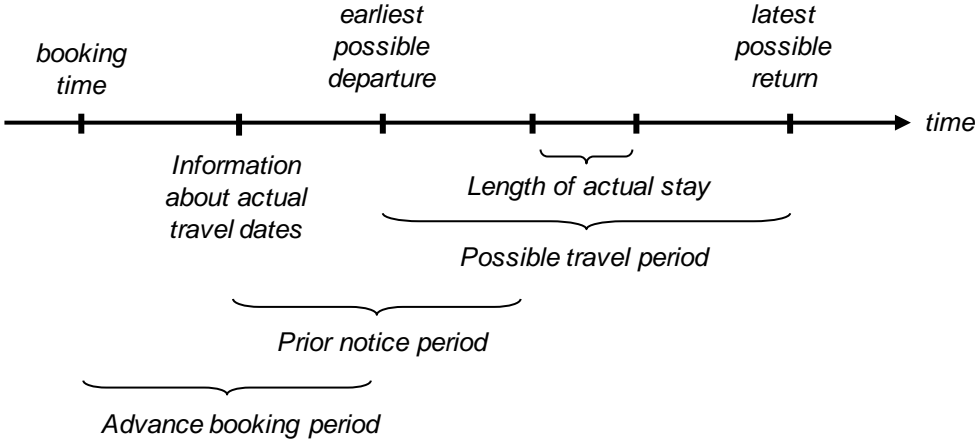 booking
time
earliest
possible
departure
latest
possible
return
time
Information
about actual
travel dates
Length of actual stay
Possible travel period
Prior notice period
Advance booking period